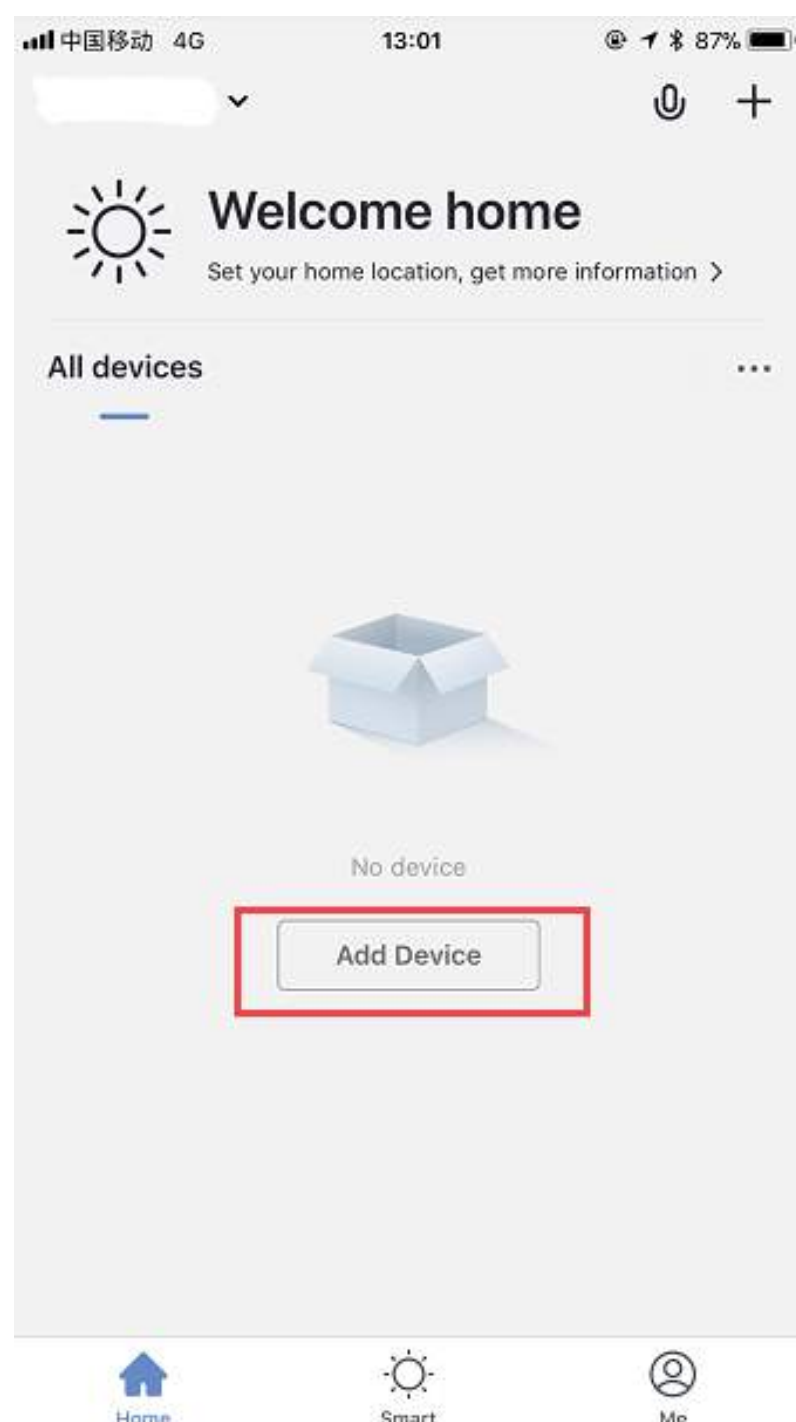 中国移动 4G 13:01 87%
Welcome home
Set your home location, get more information >
All devices
No device
Add Device
Home Smart Me